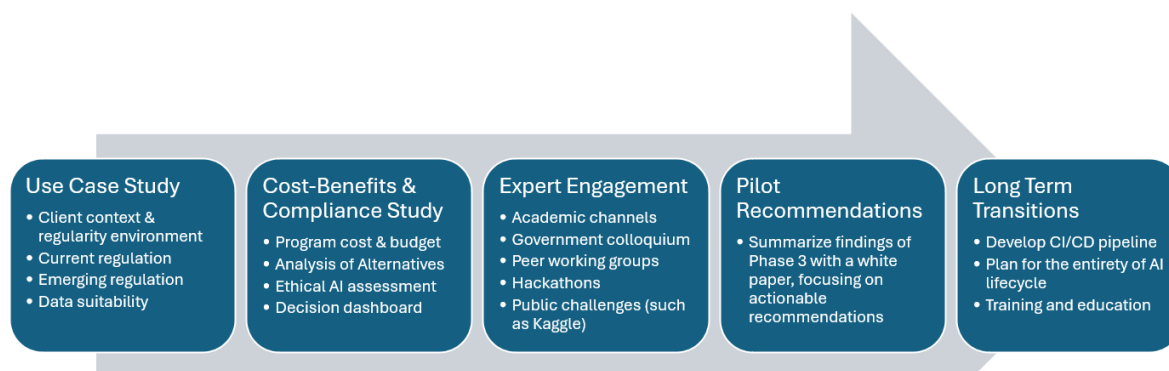 Use Case Study
• Client context &
regularity environment
• Current regulation
• Emerging regulation
• Data suitability
Cost-Benefits &
Compliance Study
• Program cost & budget
• Analysis of Alternatives
• Ethical AI assessment
• Decision dashboard
Expert Engagement
• Academic channels
• Government colloquium
• Peer working groups
• Hackathons
• Public challenges (such
as Kaggle)
Pilot
Recommendations
• Summarize findings of
Phase 3 with a white
paper, focusing on
actionable
recommendations
Long Term
Transitions
• Develop CI/CD pipeline
• Plan for the entirety of AI
lifecycle
• Training and education